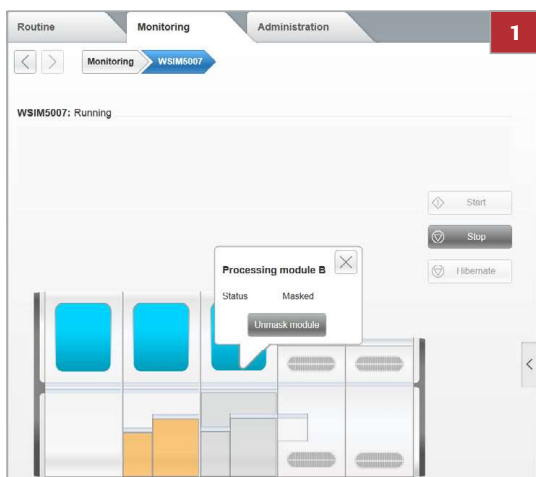 Routine
Monitoring
Administration
1
Monitoring
WSIM5007
WSIM5007: Running
Start
Stop
Hibernate
Processing module B
Status Masked
Unmask module